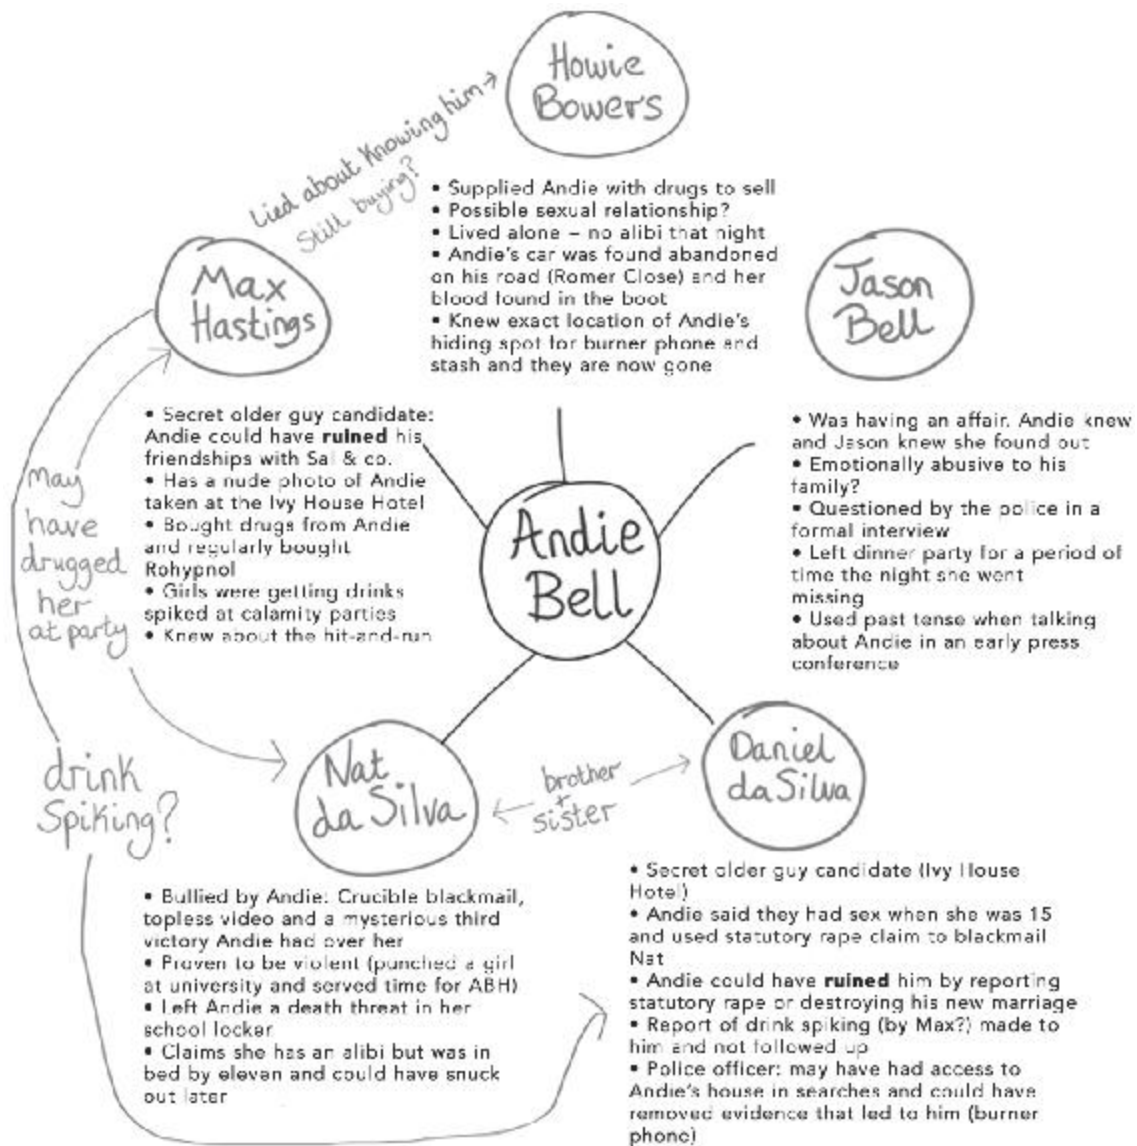 Howie
Bowers
Lied about Knowing him →
Still buying?
• Supplied Andie with drugs to sell
• Possible sexual relationship?
• Lived alone – no alibi that night
• Andie's car was found abandoned
on his road (Romer Close) and her
blood found in the boot
• Knew exact location of Andie's
hiding spot for burner phone and
stash and they are now gone
Max
Hastings
Jason
Bell
• Secret older guy candidate:
Andie could have ruined his
friendships with Sal & co.
• Has a nude photo of Andie
taken at the Ivy House Hotel
• Bought drugs from Andie
and regularly bought
Rohypnol
• Girls were getting drinks
spiked at calamity parties
• Knew about the hit-and-run
• Was having an affair. Andie knew
and Jason knew she found out
• Emotionally abusive to his
family?
• Questioned by the police in a
formal interview
• Left dinner party for a period of
time the night she went
missing
• Used past tense when talking
about Andie in an early press
conference
may
have
drugged
her
at party
Andie
Bell
drink
Spiking?
Nat
da Silva
brother
+
sister
Daniel
da Silva
• Bullied by Andie: Crucible blackmail,
topless video and a mysterious third
victory Andie had over her
• Proven to be violent (punched a girl
at university and served time for ABH)
• Left Andie a death threat in her
school locker
• Claims she has an alibi but was in
bed by eleven and could have snuck
out later
• Secret older guy candidate (Ivy House
Hotel)
• Andie said they had sex when she was 15
and used statutory rape claim to blackmail
Nat
• Andie could have ruined him by reporting
statutory rape or destroying his new marriage
• Report of drink spiking (by Max?) made to
him and not followed up
• Police officer: may have had access to
Andie's house in searches and could have
removed evidence that led to him (burner
phone)